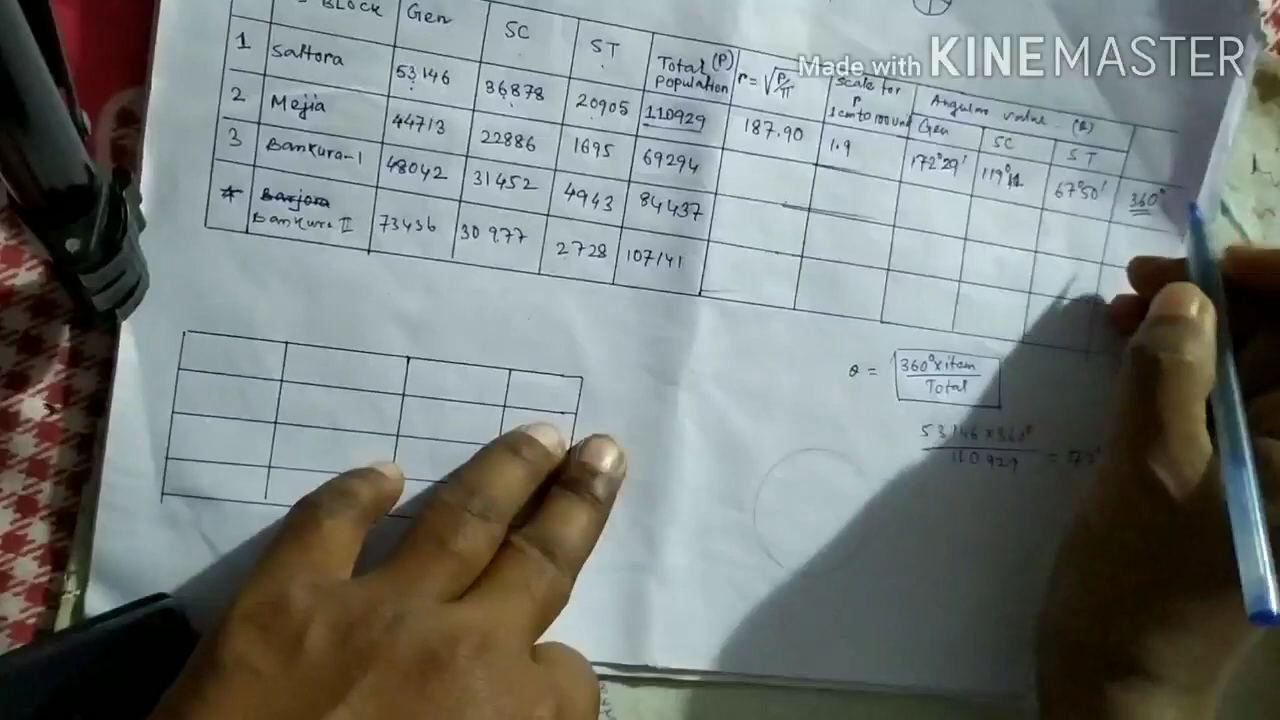 Made with KINEMASTER
BLOCK Gen SC ST Total (P) population r = √P/π Scale for r 1 cm to 100 unit Angular value (θ)
Gen SC ST
1 Saltora 53146 36878 20905 110929 187.90 1.9 172°29' 119° 67°50' 360°
2 Mejia 44713 22886 1695 69294
3 Bankura-I 48042 31452 4943 84437
Barjora
Bankura II 73436 30977 2728 107141
θ = 360° x item
Total
53146 x 360°
110929 =